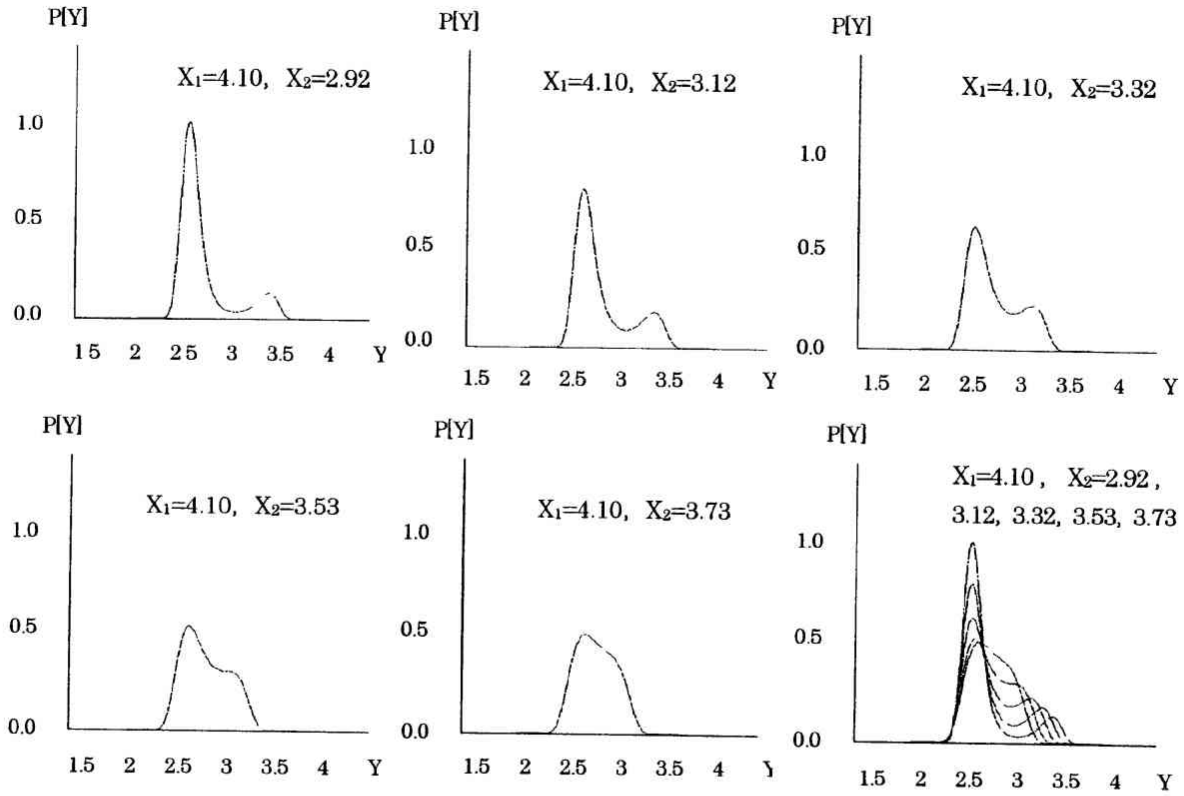 P[Y]
X₁=4.10, X₂=2.92
1.0
0.5
0.0
1 5 2 2 5 3 3.5 Y
P[Y]
X₁=4.10, X₂=3.12
1.0
0.5
0.0
1.5 2 2.5 3 3.5 4 Y
P[Y]
X₁=4.10, X₂=3.32
1.0
0.5
0.0
1.5 2 2.5 3 3.5 4 Y
P[Y]
X₁=4.10, X₂=3.53
1.0
0.5
0.0
1.5 2 2.5 3 3.5 4 Y
P[Y]
X₁=4.10, X₂=3.73
1.0
0.5
0.0
1.5 2 2.5 3 3.5 4 Y
P[Y]
X₁=4.10 , X₂=2.92 ,
3.12, 3.32, 3.53, 3.73
1.0
0.5
0.0
1.5 2 2.5 3 3.5 4 Y